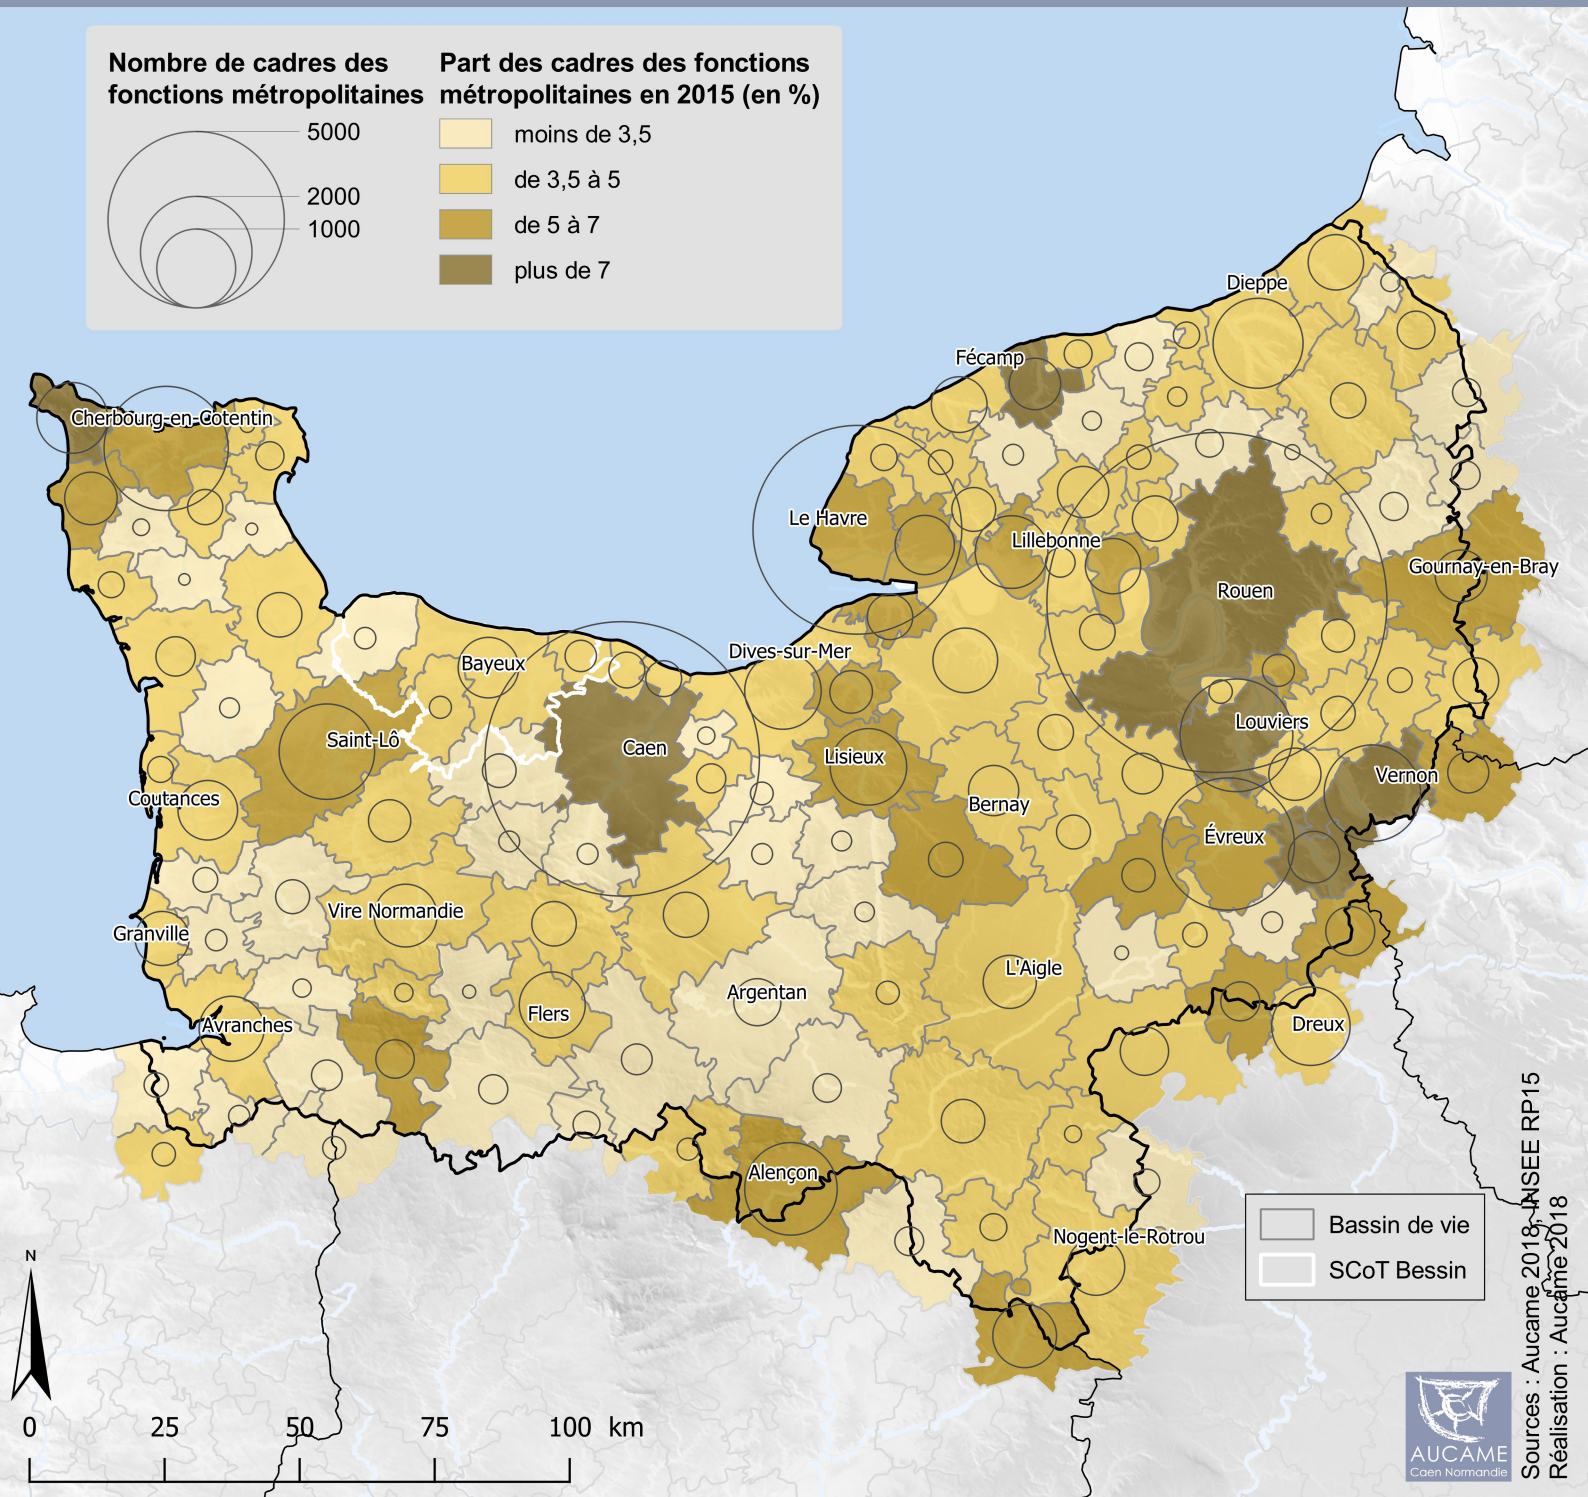 Nombre de cadres des
fonctions métropolitaines
5000
2000
1000
Part des cadres des fonctions
métropolitaines en 2015 (en %)
moins de 3,5
de 3,5 à 5
de 5 à 7
plus de 7
Dieppe
Fécamp
Cherbourg-en-Cotentin
Le Havre
Lillebonne
Gournay-en-Bray
Rouen
Dives-sur-Mer
Bayeux
Louviers
Saint-Lô
Caen
Lisieux
Vernon
Coutances
Bernay
Évreux
Vire Normandie
Granville
L'Aigle
Argentan
Flers
Avranches
Dreux
Alençon
Nogent-le-Rotrou
Bassin de vie
SCoT Bessin
N
0 25 50 75 100 km
AUCAME
Caen Normandie
Sources : Aucame 2018, INSEE RP15
Réalisation : Aucame 2018